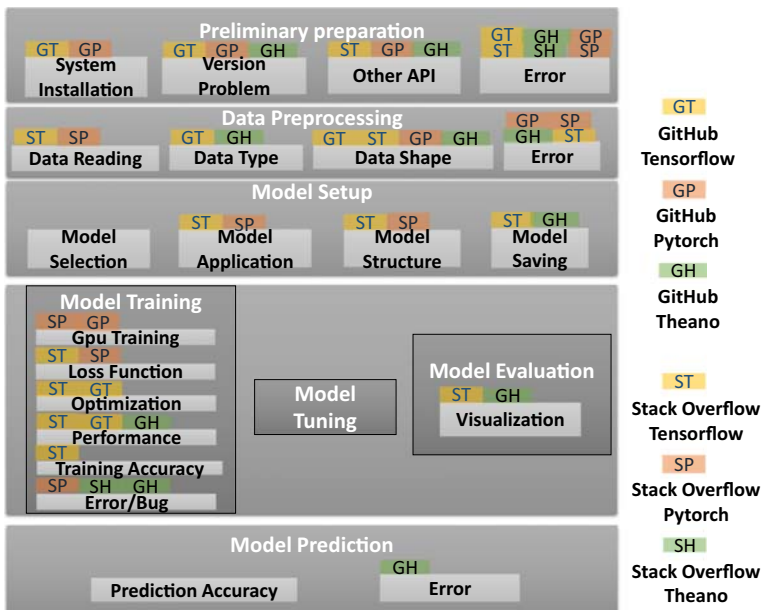 Preliminary preparation
GT GP
System
Installation
GT GP GH
Version
Problem
ST GP GH
Other API
GT GH GP
ST SH SP
Error
Data Preprocessing
ST SP
Data Reading
GT GH
Data Type
GT ST GP GH
Data Shape
GP SP
GH ST
Error
Model Setup
Model
Selection
ST SP
Model
Application
ST SP
Model
Structure
ST GH
Model
Saving
Model Training
SP GP
Gpu Training
ST SP
Loss Function
ST GT
Optimization
ST GT GH
Performance
ST
Training Accuracy
SP SH GH
Error/Bug
Model
Tuning
Model Evaluation
ST GH
Visualization
Model Prediction
Prediction Accuracy
GH
Error
GT
GitHub
Tensorflow
GP
GitHub
Pytorch
GH
GitHub
Theano
ST
Stack Overflow
Tensorflow
SP
Stack Overflow
Pytorch
SH
Stack Overflow
Theano